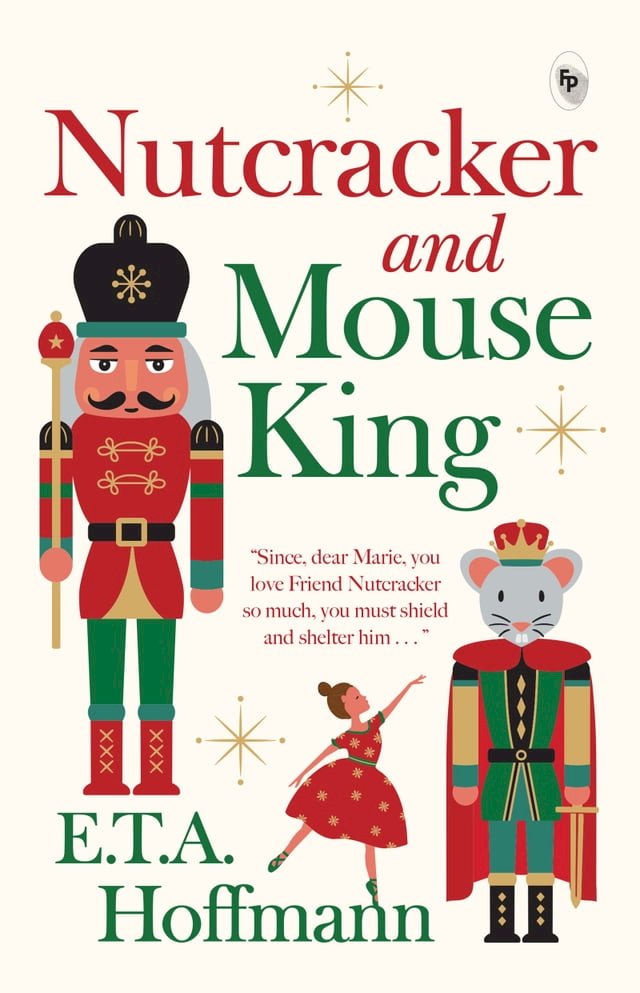 FP
Nutcracker
and
Mouse
King
“Since, dear Marie, you
love Friend Nutcracker
so much, you must shield
and shelter him . . . ”
E.T.A.
Hoffmann